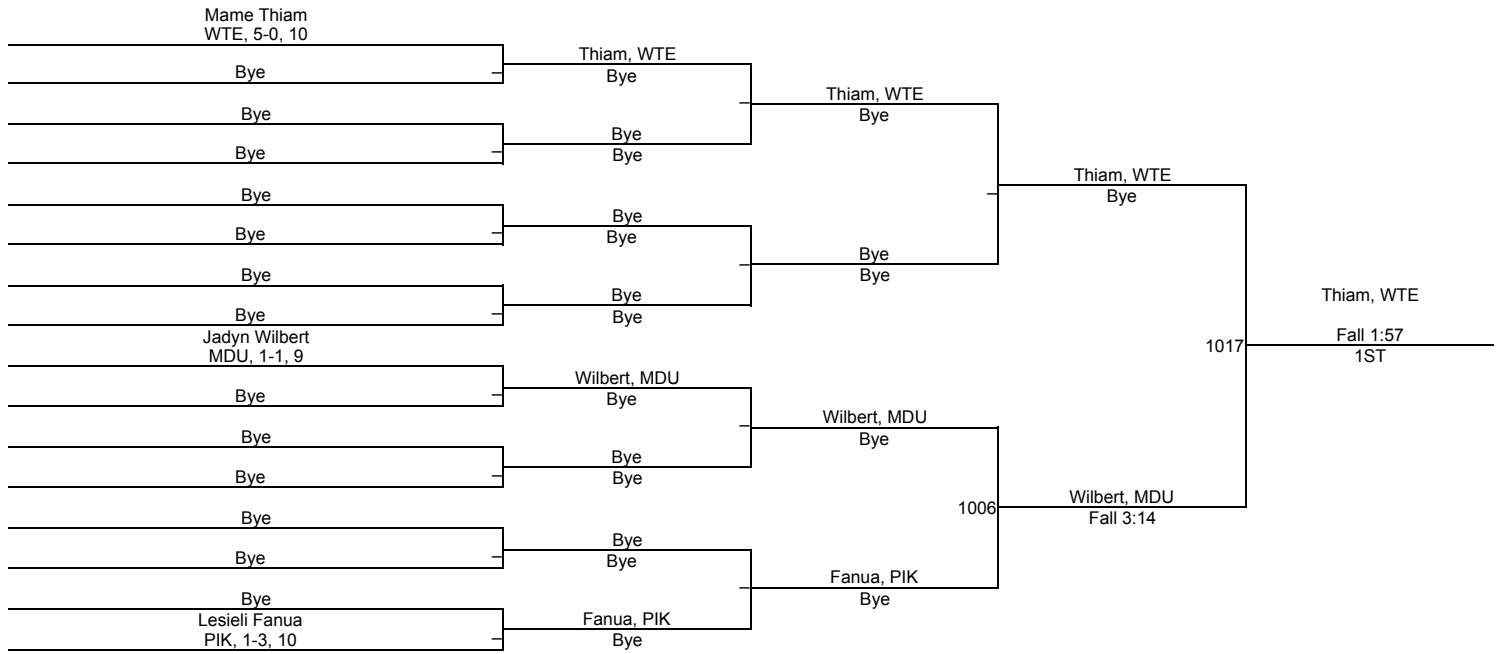 Mame Thiam
WTE, 5-0, 10
Bye
Bye
Bye
Bye
Bye
Bye
Bye
Jadyn Wilbert
MDU, 1-1, 9
Bye
Bye
Bye
Bye
Bye
Bye
Lesieli Fanua
PIK, 1-3, 10
Thiam, WTE
Bye
Bye
Bye
Bye
Bye
Bye
Bye
Wilbert, MDU
Bye
Bye
Bye
Bye
Bye
Fanua, PIK
Bye
Thiam, WTE
Bye
Bye
Bye
Wilbert, MDU
Bye
Fanua, PIK
Bye
Thiam, WTE
Bye
1006
Wilbert, MDU
Fall 3:14
1017
Thiam, WTE
Fall 1:57
1ST